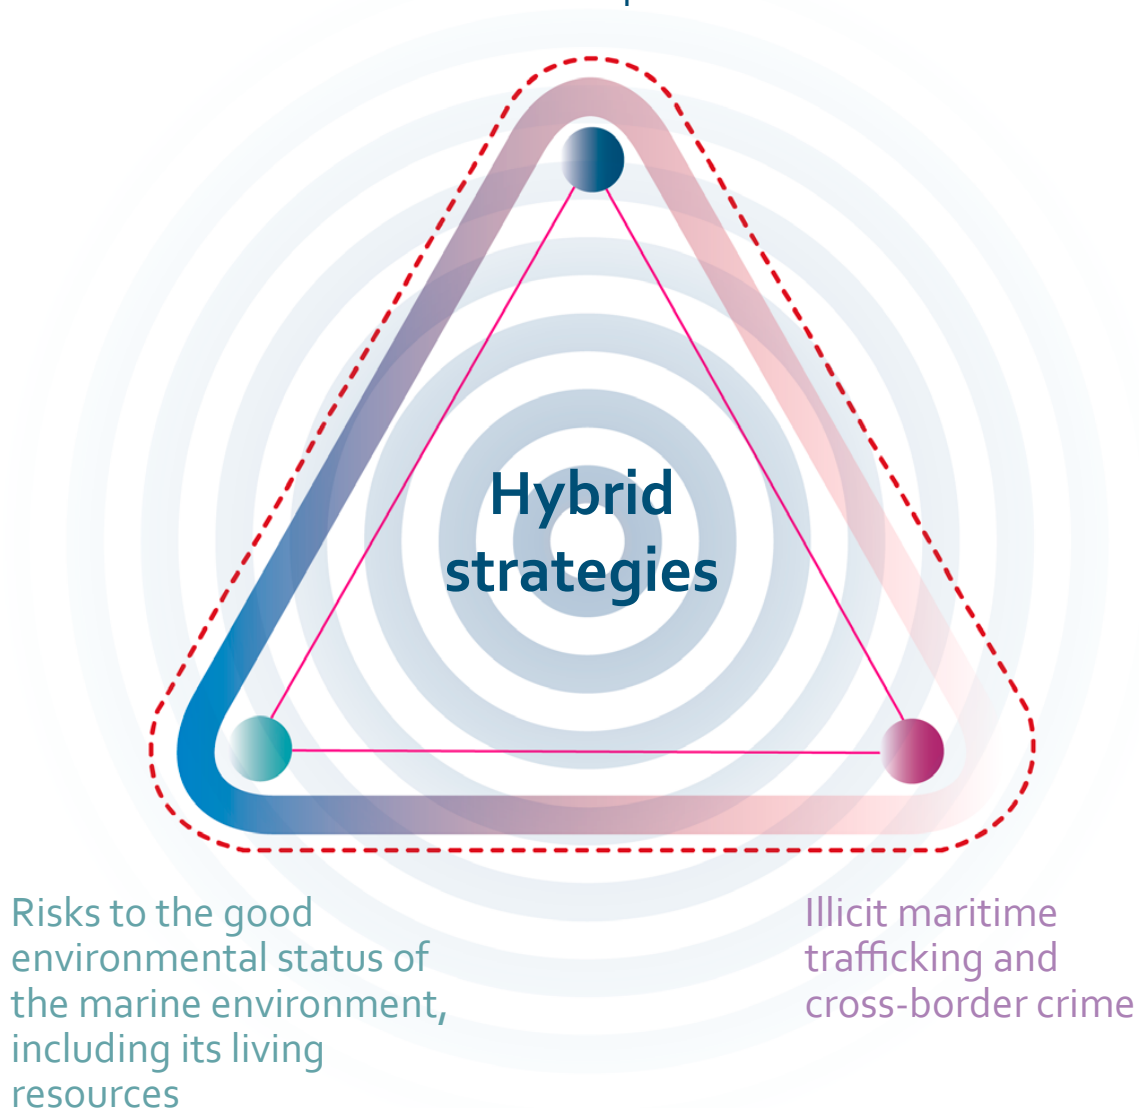 Hybrid
strategies
Risks to the good
environmental status of
the marine environment,
including its living
resources
Illicit maritime
trafficking and
cross-border crime